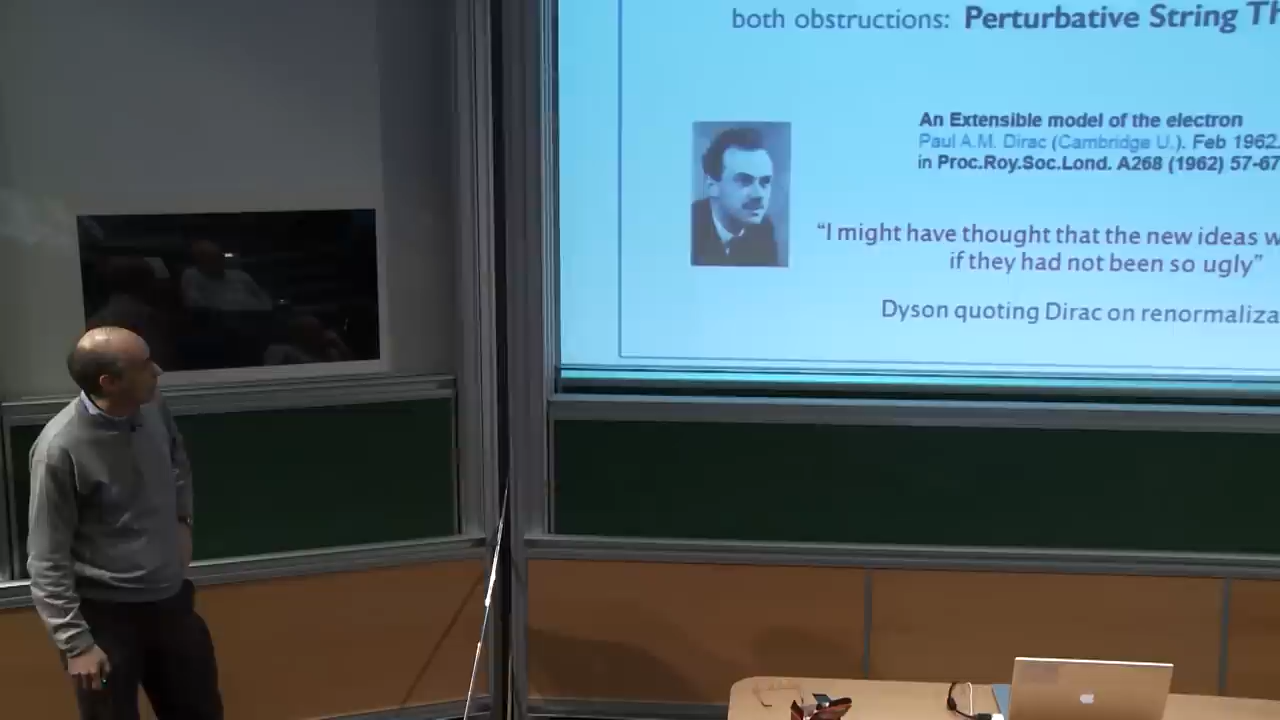 both obstructions: Perturbative String
An Extensible model of the electron
Paul A.M. Dirac (Cambridge U.). Feb 1962.
in Proc.Roy.Soc.Lond. A268 (1962) 57-67
"I might have thought that the new ideas
if they had not been so ugly"
Dyson quoting Dirac on